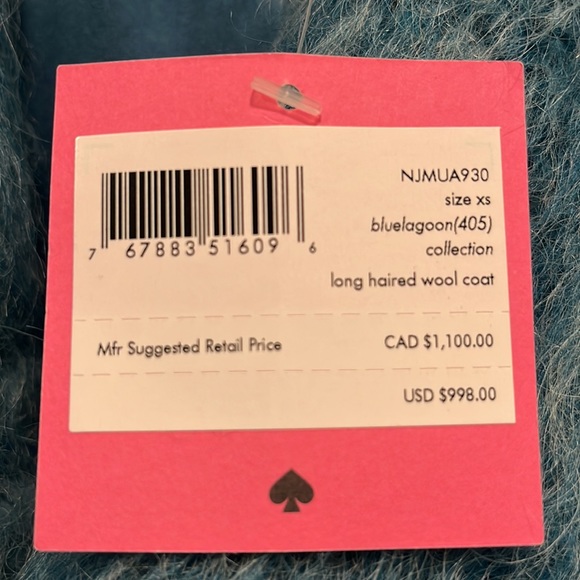 NJMUA930
size xs
bluelagoon(405)
collection
long haired wool coat
7 67883 51609 6
Mfr Suggested Retail Price CAD $1,100.00
USD $998.00